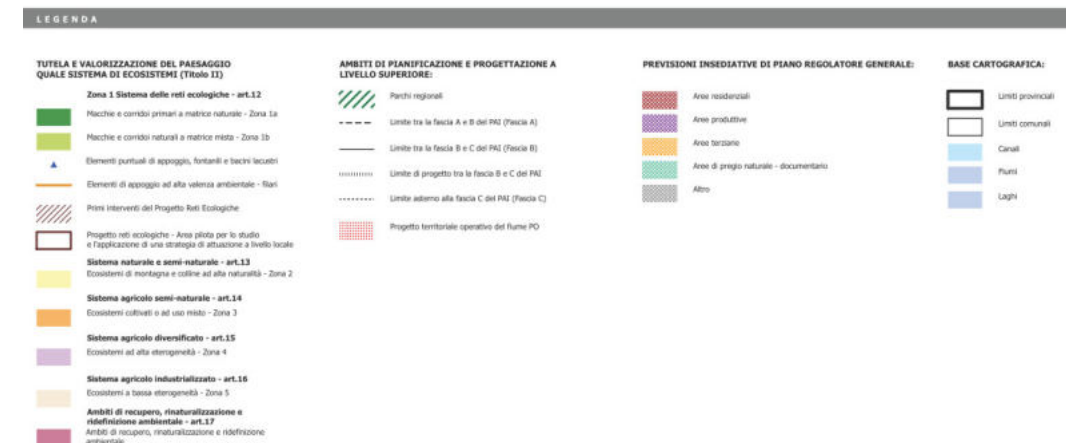 LEGENDA
TUTELA E VALORIZZAZIONE DEL PAESAGGIO
QUALE SISTEMA DI ECOSISTEMI (Titolo II)
Zona 1 Sistema delle reti ecologiche - art.12
Macchie e corridoi primari a matrice naturale - Zona 1a
Macchie e corridoi naturali a matrice mista - Zona 1b
Elementi puntuali di appoggio, fontanili e bacini lacustri
Elementi di appoggio ad alta valenza ambientale - filari
Primi interventi del Progetto Reti Ecologiche
Progetto reti ecologiche - Area pilota per lo studio
e l'applicazione di una strategia di attuazione a livello locale
Sistema naturale e semi-naturale - art.13
Ecosistemi di montagna e colline ad alta naturalità - Zona 2
Sistema agricolo semi-naturale - art.14
Ecosistemi coltivati o ad uso misto - Zona 3
Sistema agricolo diversificato - art.15
Ecosistemi ad alta eterogeneità - Zona 4
Sistema agricolo industrializzato - art.16
Ecosistemi a bassa eterogeneità - Zona 5
Ambiti di recupero, rinaturalizzazione e
ridefinizione ambientale - art.17
Ambiti di recupero, rinaturalizzazione e ridefinizione
ambientale
AMBITI DI PIANIFICAZIONE E PROGETTAZIONE A
LIVELLO SUPERIORE:
Parchi regionali
Limite tra la fascia A e B del PAI (Fascia A)
Limite tra la fascia B e C del PAI (Fascia B)
Limite di progetto tra la fascia B e C del PAI
Limite esterno alla fascia C del PAI (Fascia C)
Progetto territoriale operativo del fiume PO
PREVISIONI INSEDIATIVE DI PIANO REGOLATORE GENERALE:
Aree residenziali
Aree produttive
Aree terziarie
Aree di pregio naturale - documentario
Altro
BASE CARTOGRAFICA:
Limiti provinciali
Limiti comunali
Canali
Fiumi
Laghi